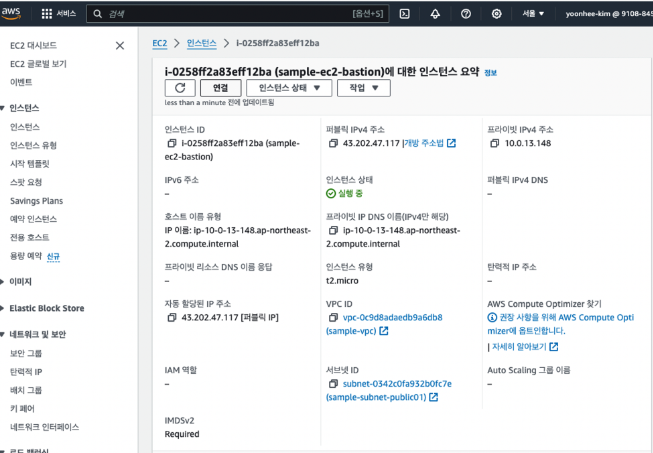 aws
서비스
검색
[옵션+S]
서울 ▼
yoonhee-kim @ 9108-845
EC2 대시보드
EC2 글로벌 보기
이벤트
▼ 인스턴스
인스턴스
인스턴스 유형
시작 템플릿
스팟 요청
Savings Plans
예약 인스턴스
전용 호스트
용량 예약 신규
▶ 이미지
▶ Elastic Block Store
▼ 네트워크 및 보안
보안 그룹
탄력적 IP
배치 그룹
키 페어
네트워크 인터페이스
▼ 로드 밸런싱
EC2 > 인스턴스 > i-0258ff2a83eff12ba
i-0258ff2a83eff12ba (sample-ec2-bastion)에 대한 인스턴스 요약 정보
연결
인스턴스 상태 ▼
작업 ▼
less than a minute 전에 업데이트됨
인스턴스 ID
i-0258ff2a83eff12ba (sample-
ec2-bastion)
퍼블릭 IPv4 주소
43.202.47.117 |개방 주소법
프라이빗 IPv4 주소
10.0.13.148
IPv6 주소
–
인스턴스 상태
실행 중
퍼블릭 IPv4 DNS
–
호스트 이름 유형
IP 이름: ip-10-0-13-148.ap-northeast-
2.compute.internal
프라이빗 IP DNS 이름(IPv4만 해당)
ip-10-0-13-148.ap-northeast-
2.compute.internal
프라이빗 리소스 DNS 이름 응답
–
인스턴스 유형
t2.micro
탄력적 IP 주소
–
자동 할당된 IP 주소
43.202.47.117 [퍼블릭 IP]
VPC ID
vpc-0c9d8adaedb9a6db8
(sample-vpc)
AWS Compute Optimizer 찾기
권장 사항을 위해 AWS Compute Opti
mizer에 옵트인합니다.
| 자세히 알아보기
IAM 역할
–
서브넷 ID
subnet-0342c0fa932b0fc7e
(sample-subnet-public01)
Auto Scaling 그룹 이름
–
IMDSv2
Required